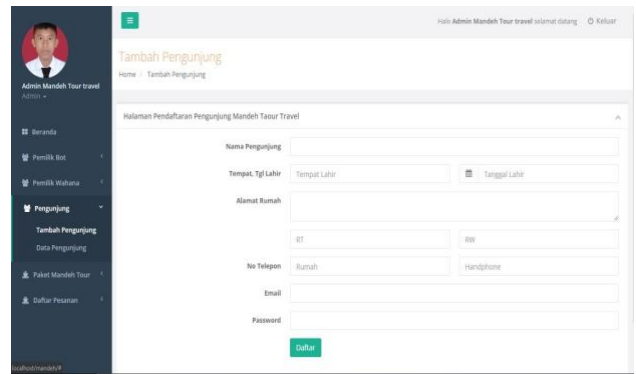 Halo Admin Mandeh Tour travel selamat datang
Keluar
Admin Mandeh Tour travel
Admin
Beranda
Pemilik Bot
Pemilik Wahana
Pengunjung
Tambah Pengunjung
Data Pengunjung
Paket Mandeh Tour
Daftar Pesanan
localhost/mandeh/#
Tambah Pengunjung
Home / Tambah Pengunjung
Halaman Pendaftaran Pengunjung Mandeh Taour Travel
Nama Pengunjung
Tempat, Tgl Lahir Tempat Lahir Tanggal Lahir
Alamat Rumah
RT RW
No Telepon Rumah Handphone
Email
Password
Daftar